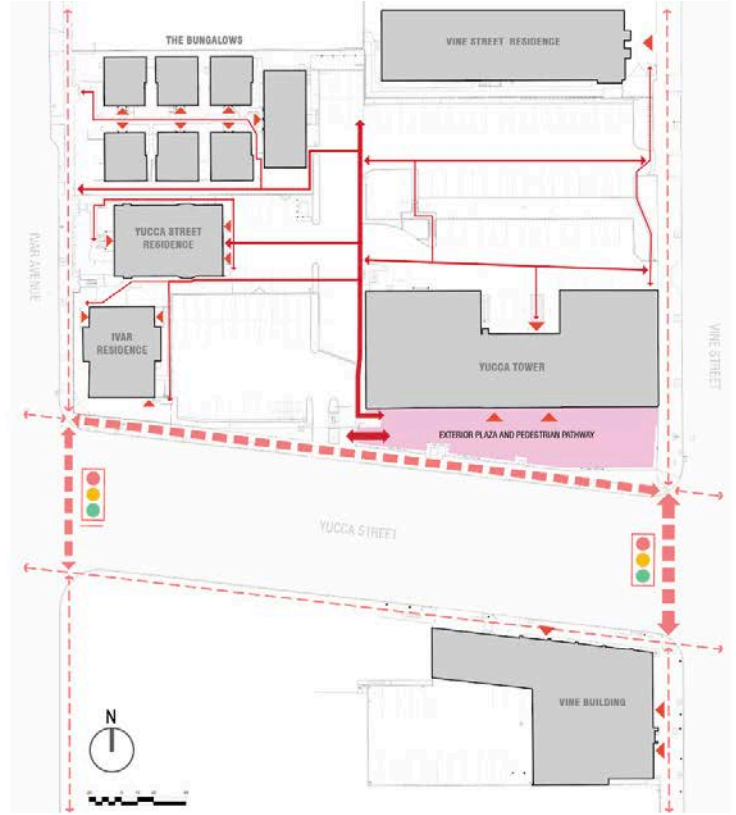 THE BUNGALOWS
VINE STREET RESIDENCE
YUCCA STREET
RESIDENCE
IVAR AVENUE
IVAR
RESIDENCE
YUCCA TOWER
VINE STREET
EXTERIOR PLAZA AND PEDESTRIAN PATHWAY
YUCCA STREET
VINE BUILDING
N